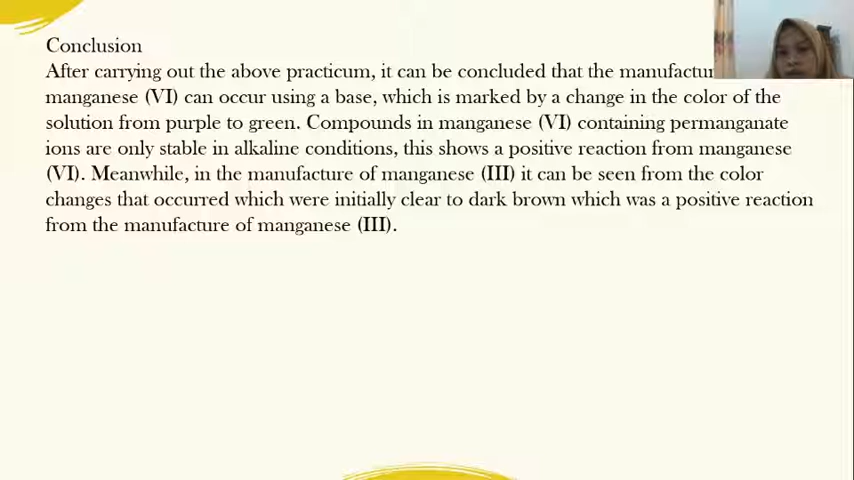 Conclusion
After carrying out the above practicum, it can be concluded that the
manganese (VI) can occur using a base, which is marked by a change in the color of the
solution from purple to green. Compounds in manganese (VI) containing permanganate
ions are only stable in alkaline conditions, this shows a positive reaction from manganese
(VI). Meanwhile, in the manufacture of manganese (III) it can be seen from the color
changes that occurred which were initially clear to dark brown which was a positive reaction
from the manufacture of manganese (III).